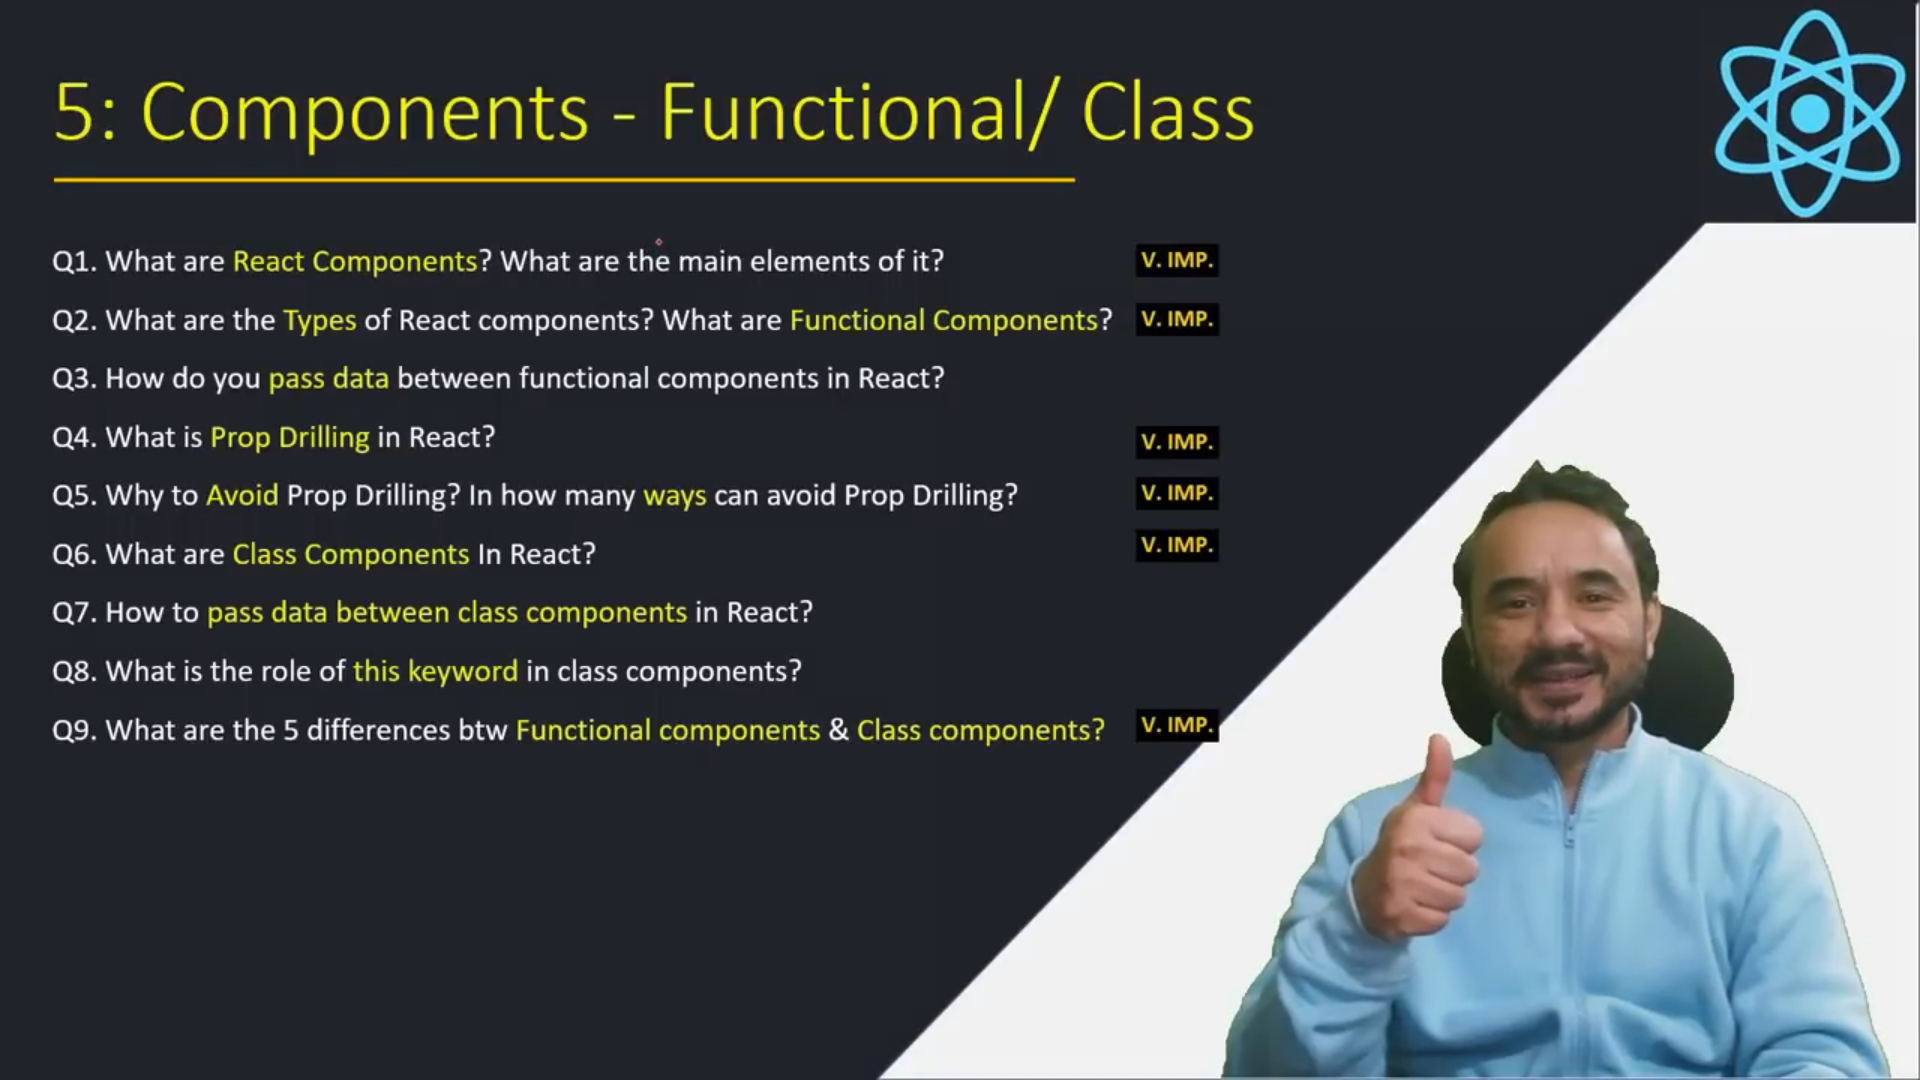 5: Components - Functional/ Class
Q1. What are React Components? What are the main elements of it? V. IMP.
Q2. What are the Types of React components? What are Functional Components? V. IMP.
Q3. How do you pass data between functional components in React?
Q4. What is Prop Drilling in React? V. IMP.
Q5. Why to Avoid Prop Drilling? In how many ways can avoid Prop Drilling? V. IMP.
Q6. What are Class Components In React? V. IMP.
Q7. How to pass data between class components in React?
Q8. What is the role of this keyword in class components?
Q9. What are the 5 differences btw Functional components & Class components? V. IMP.